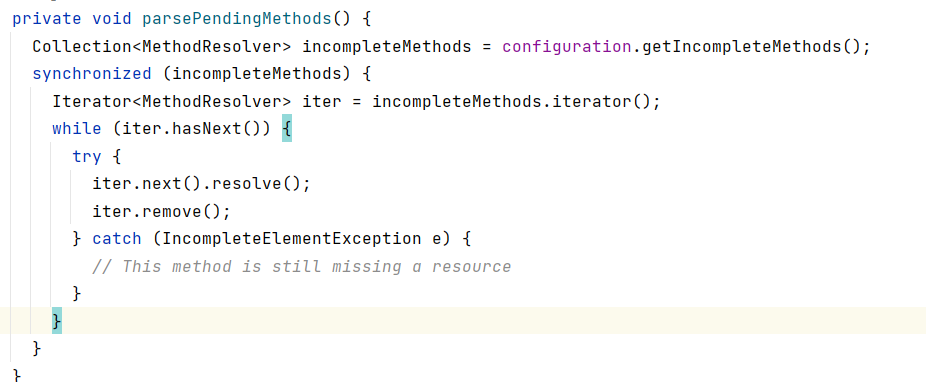 private void parsePendingMethods() {
Collection<MethodResolver> incompleteMethods = configuration.getIncompleteMethods();
synchronized (incompleteMethods) {
Iterator<MethodResolver> iter = incompleteMethods.iterator();
while (iter.hasNext()) {
try {
iter.next().resolve();
iter.remove();
} catch (IncompleteElementException e) {
// This method is still missing a resource
}
}
}
}